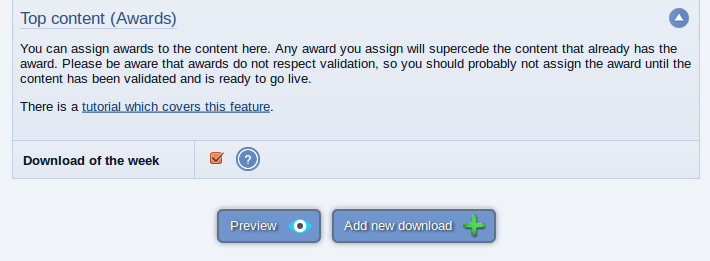 Top content (Awards)
You can assign awards to the content here. Any award you assign will supercede the content that already has the
award. Please be aware that awards do not respect validation, so you should probably not assign the award until the
content has been validated and is ready to go live.
There is a tutorial which covers this feature.
Download of the week ?
Preview Add new download